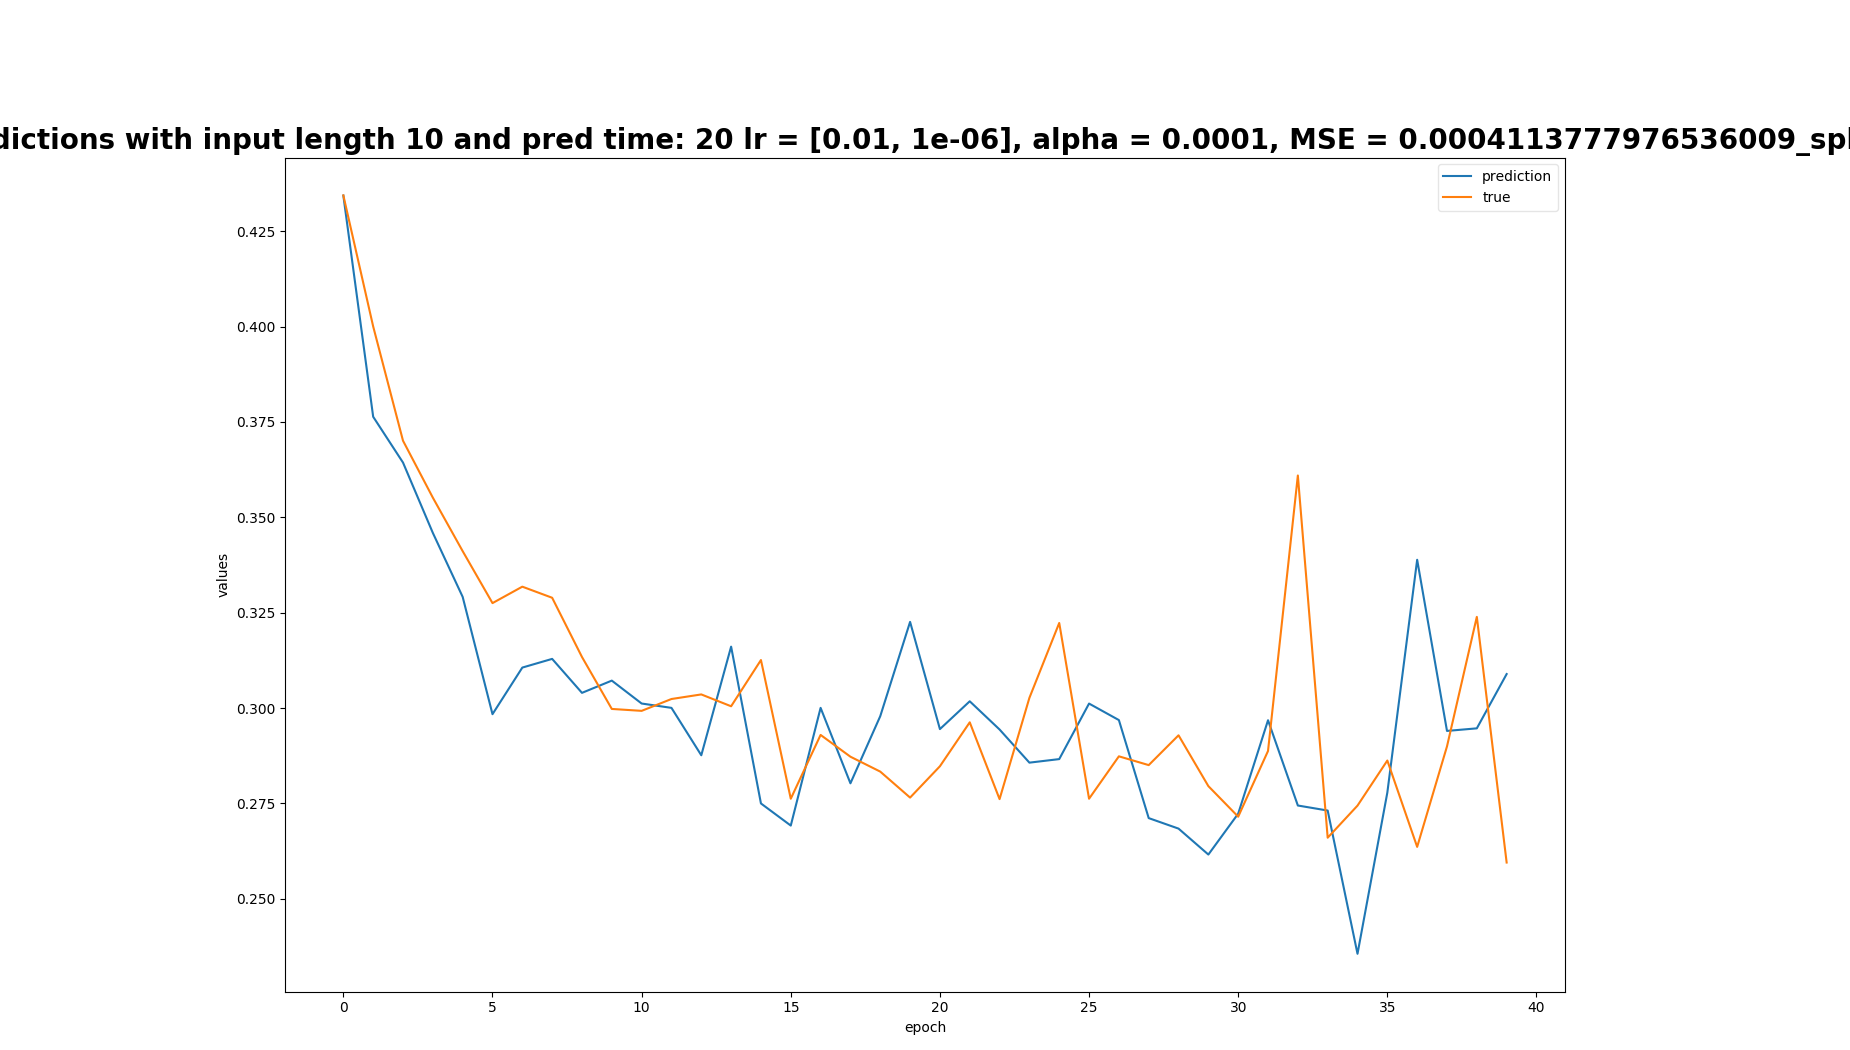 dictions with input length 10 and pred time: 20 lr = [0.01, 1e-06], alpha = 0.0001, MSE = 0.0004113777976536009_spl
prediction
true
0.425
0.400
0.375
0.350
0.325
0.300
0.275
0.250
values
0 5 10 15 20 25 30 35 40
epoch